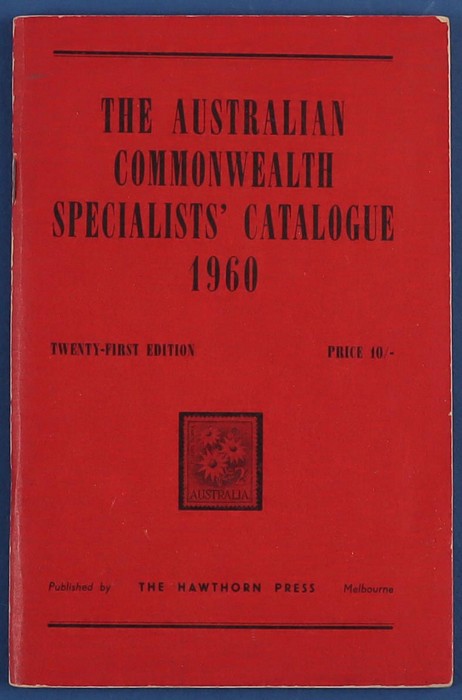 THE AUSTRALIAN
COMMONWEALTH
SPECIALISTS' CATALOGUE
1960
TWENTY-FIRST EDITION PRICE 10/-
AUSTRALIA
Published by THE HAWTHORN PRESS Melbourne